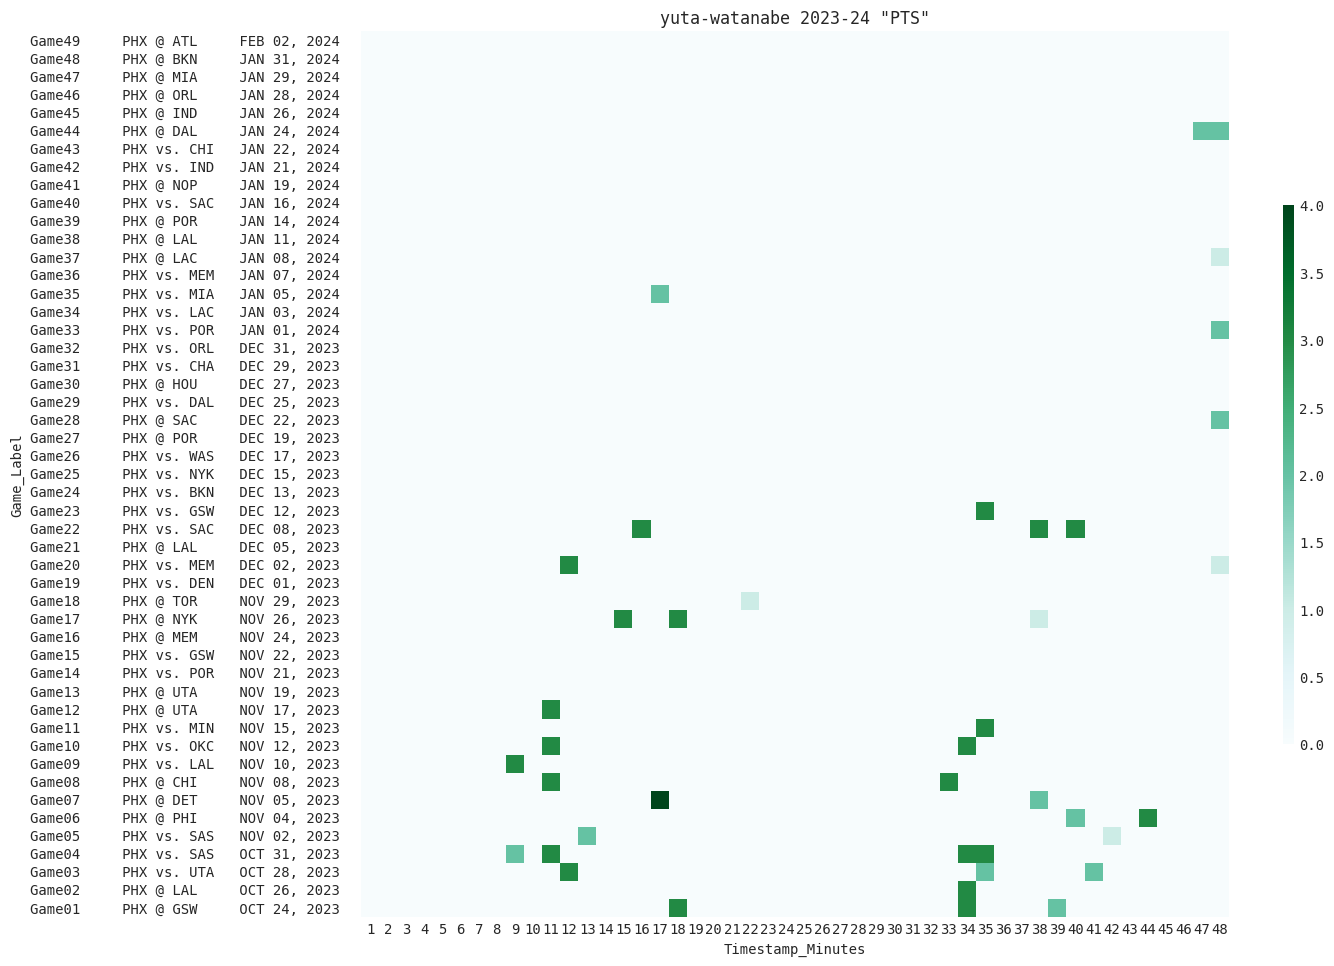 yuta-watanabe 2023-24 "PTS"
Game49 PHX @ ATL FEB 02, 2024
Game48 PHX @ BKN JAN 31, 2024
Game47 PHX @ MIA JAN 29, 2024
Game46 PHX @ ORL JAN 28, 2024
Game45 PHX @ IND JAN 26, 2024
Game44 PHX @ DAL JAN 24, 2024
Game43 PHX vs. CHI JAN 22, 2024
Game42 PHX vs. IND JAN 21, 2024
Game41 PHX @ NOP JAN 19, 2024
Game40 PHX vs. SAC JAN 16, 2024
Game39 PHX @ POR JAN 14, 2024
Game38 PHX @ LAL JAN 11, 2024
Game37 PHX @ LAC JAN 08, 2024
Game36 PHX vs. MEM JAN 07, 2024
Game35 PHX vs. MIA JAN 05, 2024
Game34 PHX vs. LAC JAN 03, 2024
Game33 PHX vs. POR JAN 01, 2024
Game32 PHX vs. ORL DEC 31, 2023
Game31 PHX vs. CHA DEC 29, 2023
Game30 PHX @ HOU DEC 27, 2023
Game29 PHX vs. DAL DEC 25, 2023
Game28 PHX @ SAC DEC 22, 2023
Game27 PHX @ POR DEC 19, 2023
Game26 PHX vs. WAS DEC 17, 2023
Game25 PHX vs. NYK DEC 15, 2023
Game24 PHX vs. BKN DEC 13, 2023
Game23 PHX vs. GSW DEC 12, 2023
Game22 PHX vs. SAC DEC 08, 2023
Game21 PHX @ LAL DEC 05, 2023
Game20 PHX vs. MEM DEC 02, 2023
Game19 PHX vs. DEN DEC 01, 2023
Game18 PHX @ TOR NOV 29, 2023
Game17 PHX @ NYK NOV 26, 2023
Game16 PHX @ MEM NOV 24, 2023
Game15 PHX vs. GSW NOV 22, 2023
Game14 PHX vs. POR NOV 21, 2023
Game13 PHX @ UTA NOV 19, 2023
Game12 PHX @ UTA NOV 17, 2023
Game11 PHX vs. MIN NOV 15, 2023
Game10 PHX vs. OKC NOV 12, 2023
Game09 PHX vs. LAL NOV 10, 2023
Game08 PHX @ CHI NOV 08, 2023
Game07 PHX @ DET NOV 05, 2023
Game06 PHX @ PHI NOV 04, 2023
Game05 PHX vs. SAS NOV 02, 2023
Game04 PHX vs. SAS OCT 31, 2023
Game03 PHX vs. UTA OCT 28, 2023
Game02 PHX @ LAL OCT 26, 2023
Game01 PHX @ GSW OCT 24, 2023
Game_Label
1 2 3 4 5 6 7 8 9 10 11 12 13 14 15 16 17 18 19 20 21 22 23 24 25 26 27 28 29 30 31 32 33 34 35 36 37 38 39 40 41 42 43 44 45 46 47 48
Timestamp_Minutes
4.0
3.5
3.0
2.5
2.0
1.5
1.0
0.5
0.0